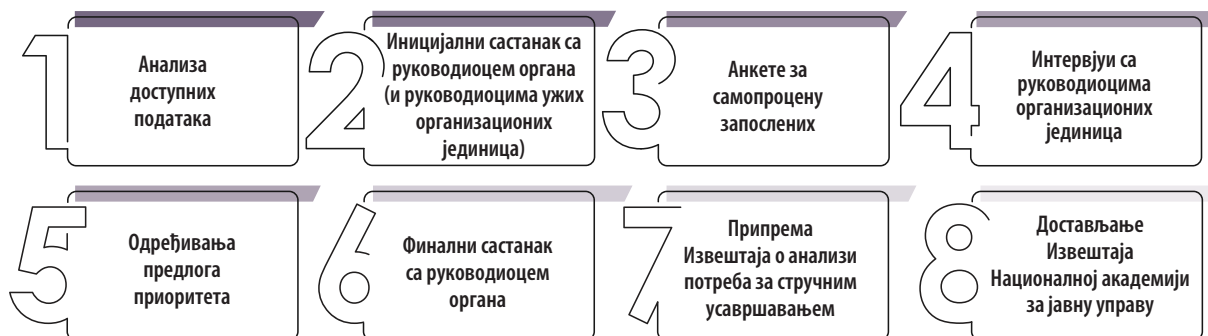 1
Анализа
доступних
података
2
Иницијални састанак са
руководиоцем органа
(и руководиоцима ужих
организационих
јединица)
3
Анкете за
самопроцену
запослених
4
Интервјуи са
руководиоцима
организационих
јединица
5
Одређивања
предлога
приоритета
6
Финални састанак
са руководиоцем
органа
7
Припрема
Извештаја о анализи
потреба за стручним
усавршавањем
8
Достављање
Извештаја
Националној академији
за јавну управу